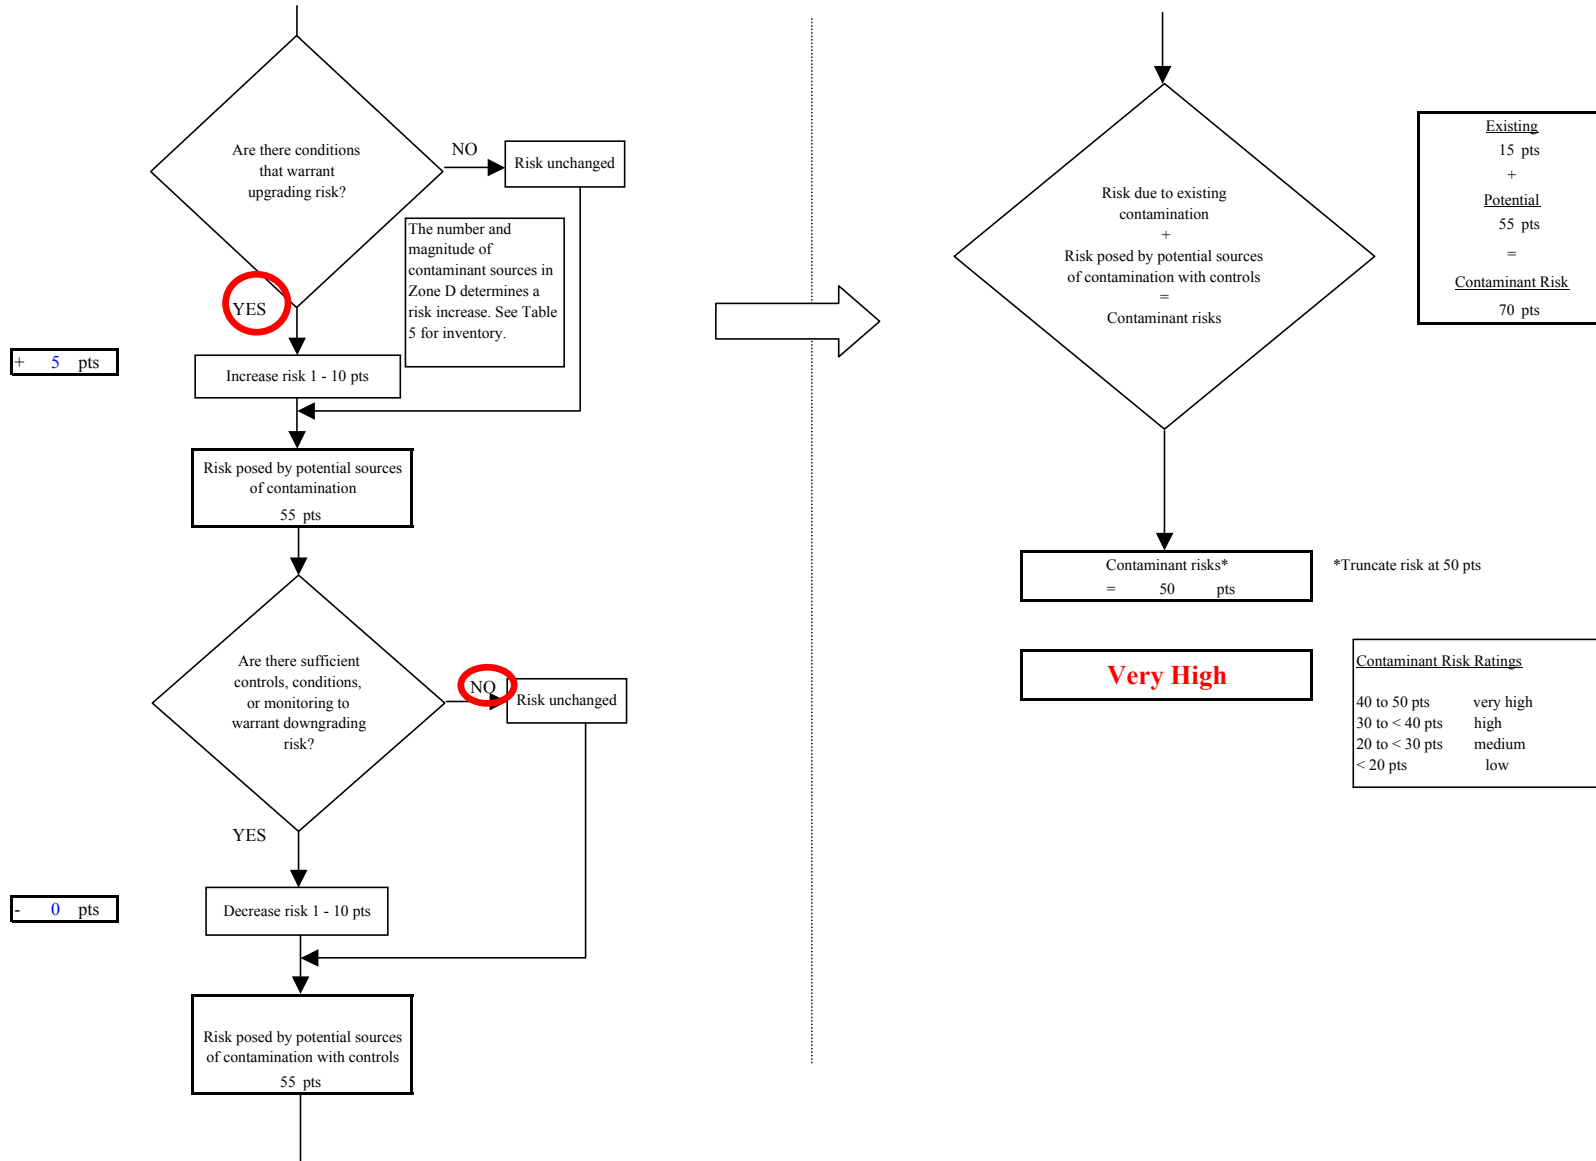 Are there conditions
that warrant
upgrading risk?
NO
Risk unchanged
The number and
magnitude of
contaminant sources in
Zone D determines a
risk increase. See Table
5 for inventory.
YES
+ 5 pts
Increase risk 1 - 10 pts
Risk posed by potential sources
of contamination
55 pts
Are there sufficient
controls, conditions,
or monitoring to
warrant downgrading
risk?
NO
Risk unchanged
YES
- 0 pts
Decrease risk 1 - 10 pts
Risk posed by potential sources
of contamination with controls
55 pts
Risk due to existing
contamination
+
Risk posed by potential sources
of contamination with controls
=
Contaminant risks
Existing
15 pts
+
Potential
55 pts
=
Contaminant Risk
70 pts
Contaminant risks*
= 50 pts
*Truncate risk at 50 pts
Very High
Contaminant Risk Ratings
40 to 50 pts very high
30 to < 40 pts high
20 to < 30 pts medium
< 20 pts low